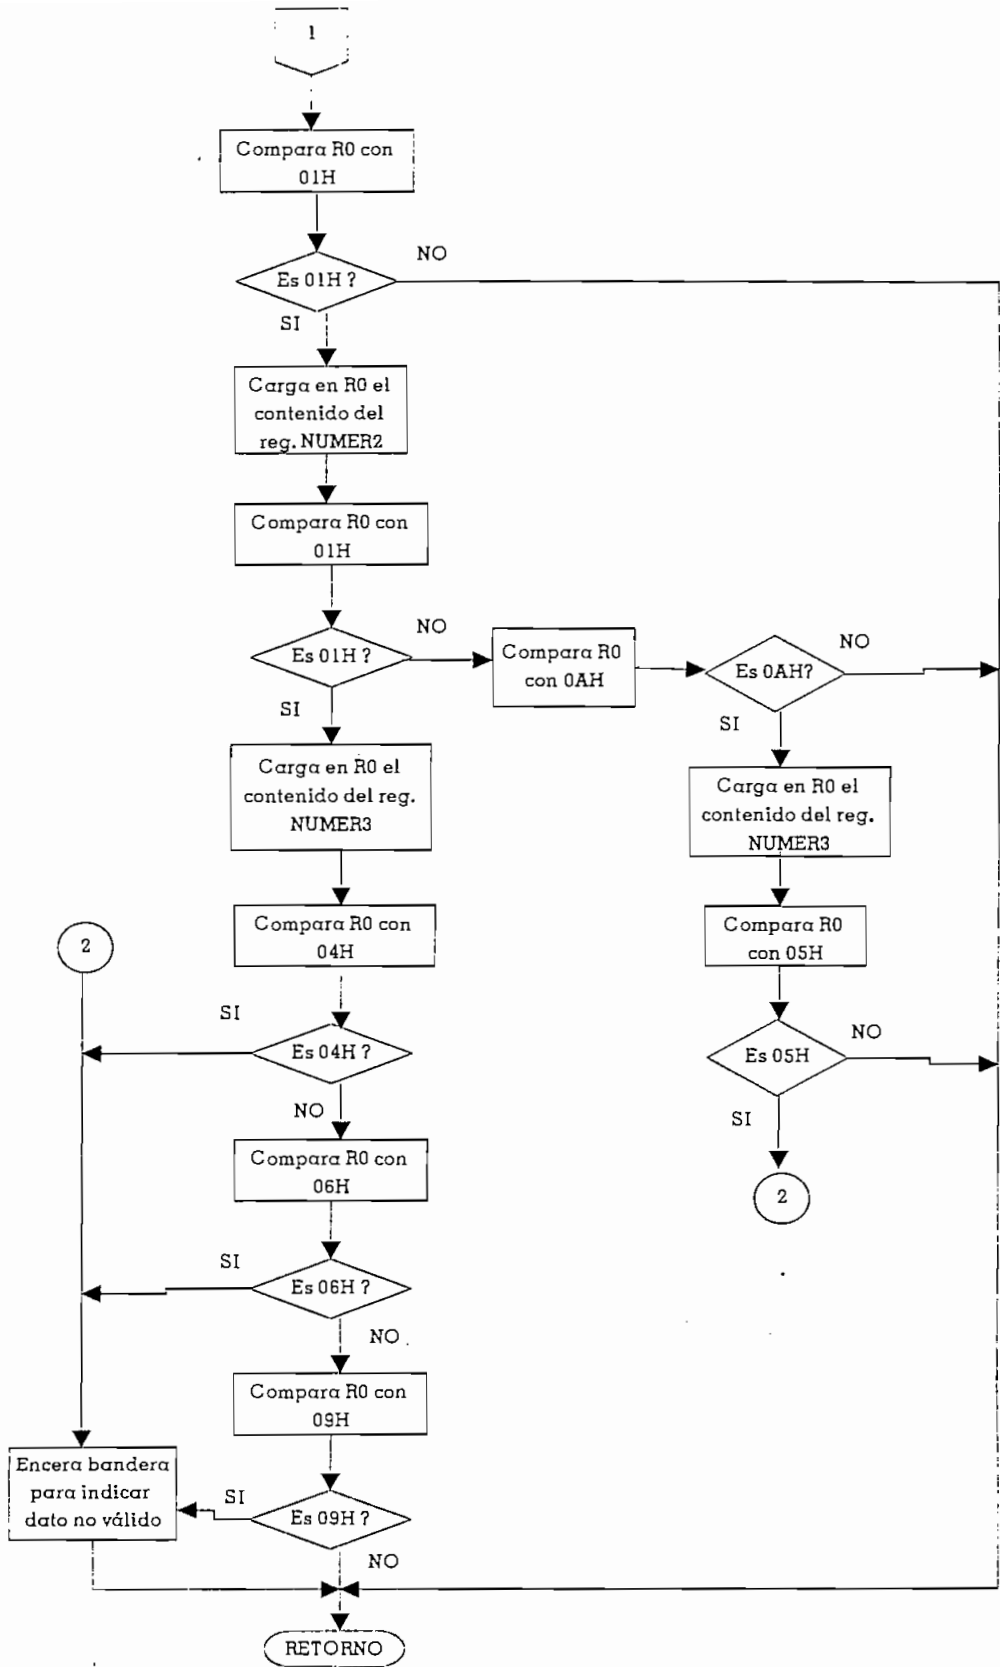 1
Compara R0 con
01H
Es 01H ?
NO
SI
Carga en R0 el
contenido del
reg. NUMER2
Compara R0 con
01H
Es 01H ?
NO
SI
Compara R0
con 0AH
Es 0AH?
NO
SI
Carga en R0 el
contenido del reg.
NUMER3
Carga en R0 el
contenido del reg.
NUMER3
Compara R0 con
04H
Compara R0
con 05H
2
SI
Es 04H ?
NO
Es 05H
NO
SI
2
Compara R0 con
06H
SI
Es 06H ?
NO
Compara R0 con
09H
Encera bandera
para indicar
dato no válido
SI
Es 09H ?
NO
RETORNO